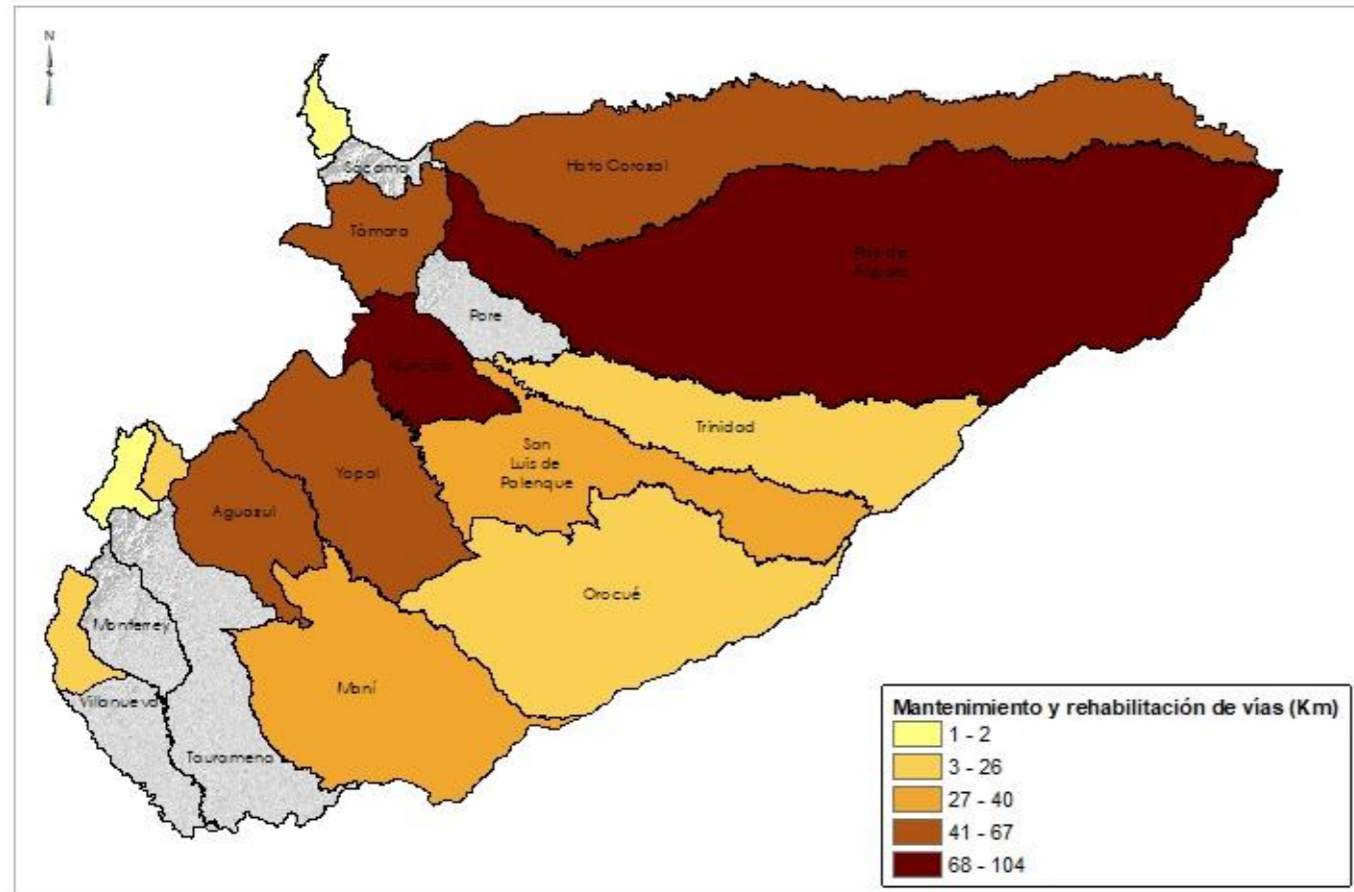 N
Sácama
Hato Corozal
Támara
Paz de
Ariporo
Pore
Nunchía
Trinidad
San
Luis de
Palenque
Yopal
Aguazul
Orocué
Monterrey
Maní
Villanueva
Tauramena
Mantenimiento y rehabilitación de vías (Km)
1 - 2
3 - 26
27 - 40
41 - 67
68 - 104